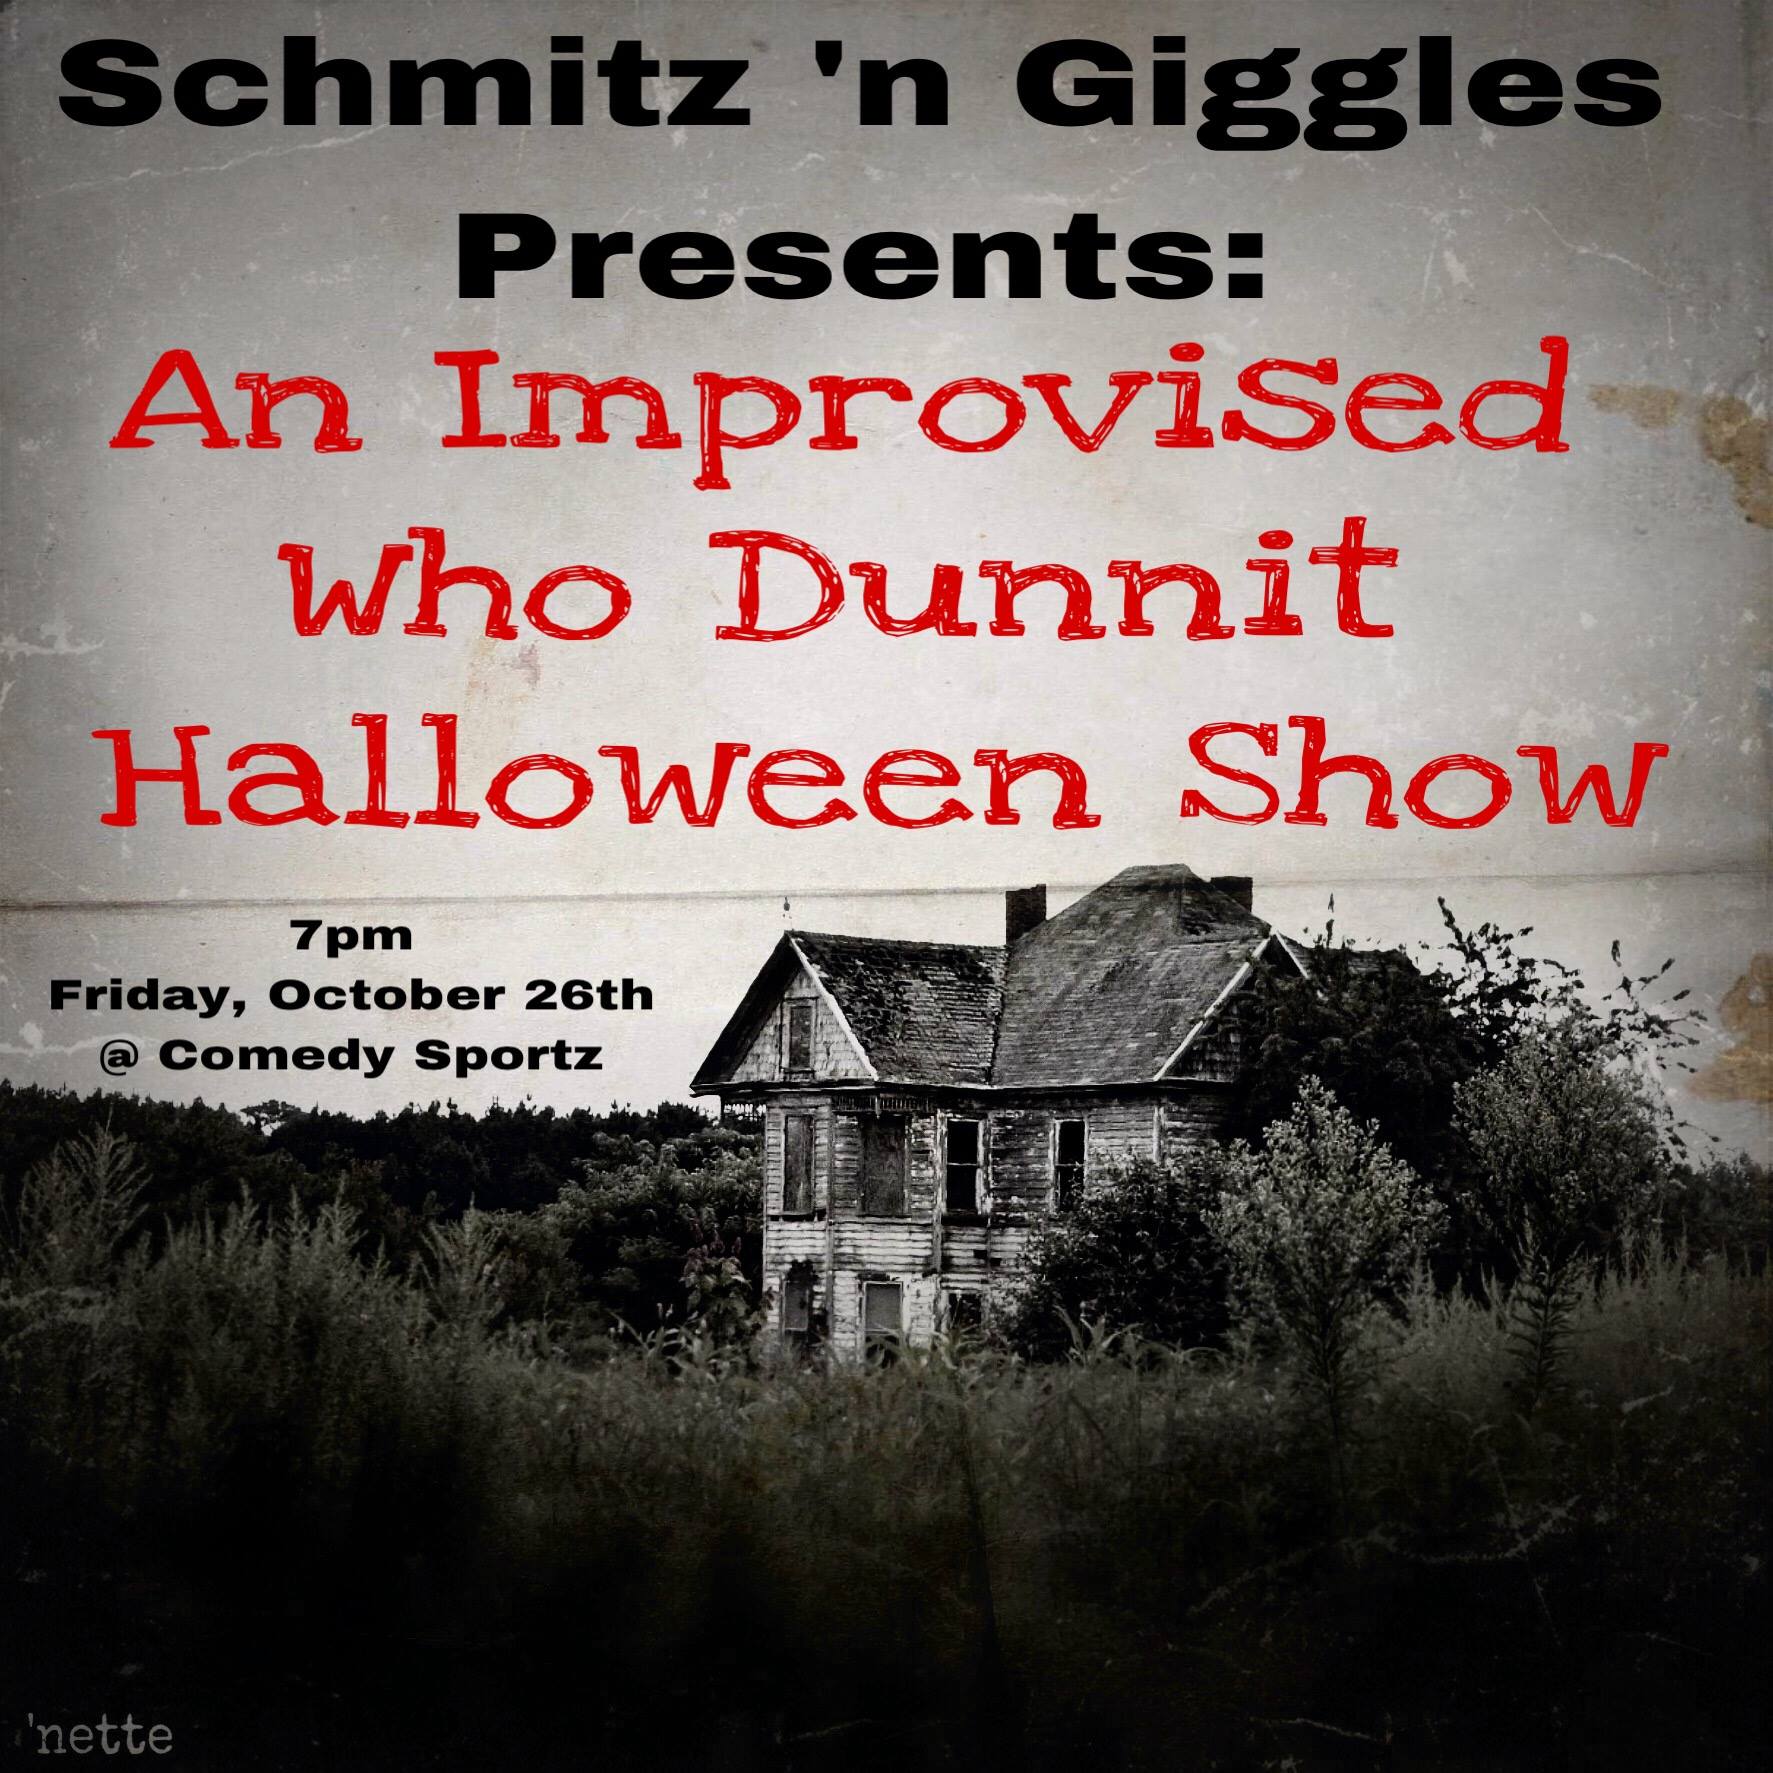 Schmitz 'n Giggles
Presents:
An Improvised
Who Dunnit
Halloween Show
7pm
Friday, October 26th
@ Comedy Sportz
'nette